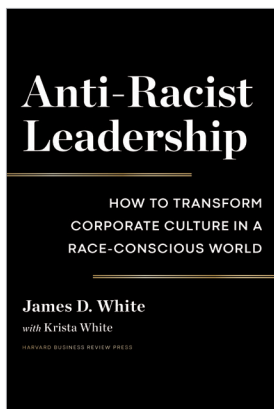 Anti-Racist
Leadership
HOW TO TRANSFORM
CORPORATE CULTURE IN A
RACE-CONSCIOUS WORLD
James D. White
with Krista White
HARVARD BUSINESS REVIEW PRESS